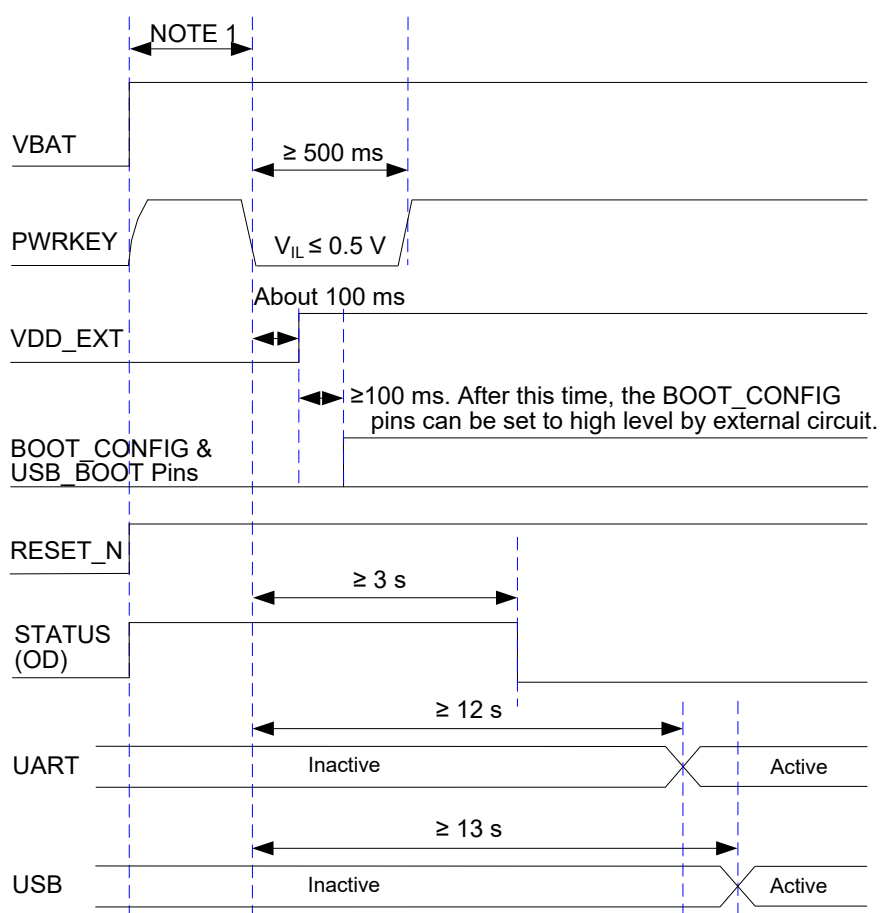 NOTE 1
VBAT
≥ 500 ms
PWRKEY
VIL ≤ 0.5 V
About 100 ms
VDD_EXT
≥100 ms. After this time, the BOOT_CONFIG
pins can be set to high level by external circuit.
BOOT_CONFIG &
USB_BOOT Pins
RESET_N
≥ 3 s
STATUS
(OD)
≥ 12 s
UART
Inactive
Active
≥ 13 s
USB
Inactive
Active